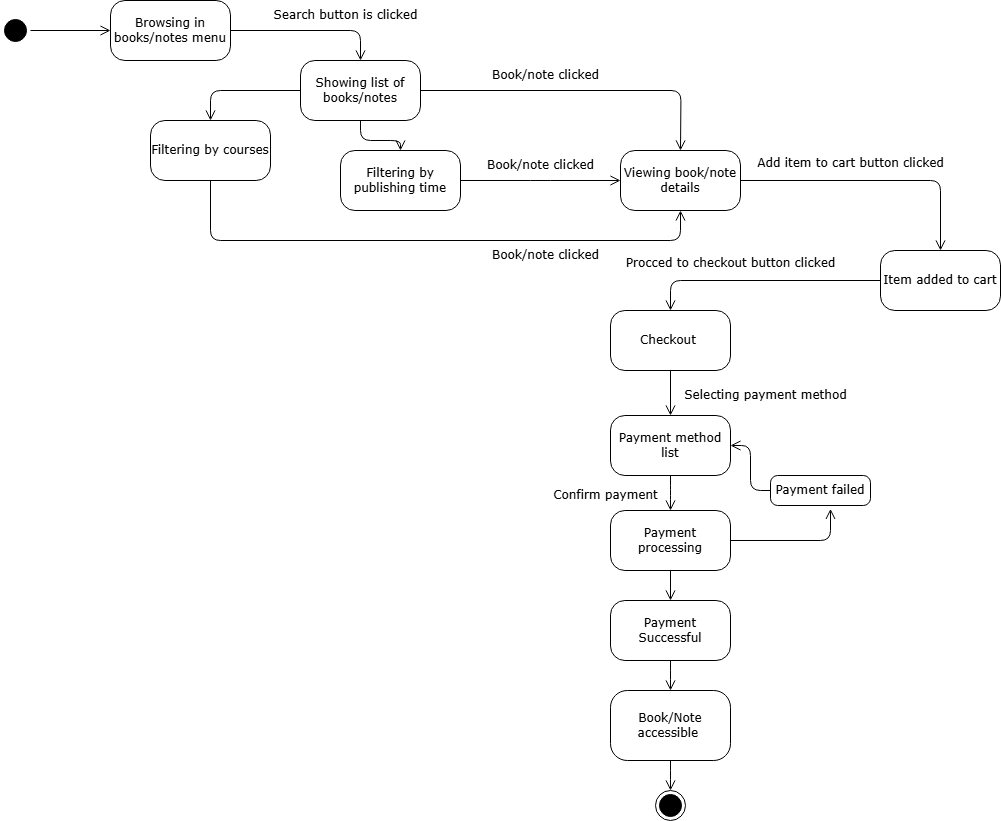 Search button is clicked
Browsing in
books/notes menu
Book/note clicked
Showing list of
books/notes
Filtering by courses
Book/note clicked
Add item to cart button clicked
Filtering by
publishing time
Viewing book/note
details
Book/note clicked
Procced to checkout button clicked
Item added to cart
Checkout
Selecting payment method
Payment method
list
Payment failed
Confirm payment
Payment
processing
Payment
Successful
Book/Note
accessible